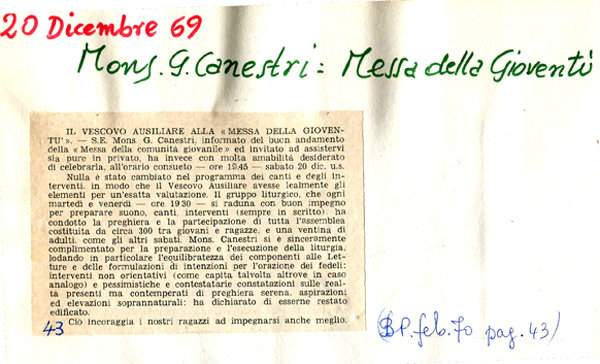 20 Dicembre 69
Mons. G. Canestri: Messa della Gioventù
IL VESCOVO AUSILIARE ALLA «MESSA DELLA GIOVEN-
TU'». — S.E. Mons. G. Canestri, informato del buon andamento
della «Messa della comunità giovanile» ed invitato ad assistervi
sia pure in privato, ha invece con molta amabilità desiderato
di celebrarla, all'orario consueto — ore 19,45 — sabato 20 dic. u.s.
Nulla è stato cambiato nel programma dei canti e degli in-
terventi, in modo che il Vescovo Ausiliare avesse lealmente gli
elementi per un'esatta valutazione. Il gruppo liturgico, che ogni
martedì e venerdì — ore 19 30 — si raduna con buon impegno
per preparare suono, canti, interventi (sempre in scritto), ha
condotto la preghiera e la partecipazione di tutta l'assemblea
costituita da circa 300 tra giovani e ragazze, e una ventina di
adulti, come gli altri sabati. Mons. Canestri si è sinceramente
complimentato per la preparazione e l'esecuzione della liturgia,
lodando in particolare l'equilibratezza dei componenti alle Let-
ture e delle formulazioni di intenzioni per l'orazione dei fedeli:
interventi non orientativi (come capita talvolta altrove in caso
analogo) e pessimistiche e contestatarie constatazioni sulle real-
tà presenti ma contemperati di preghiera serena, aspirazioni
ed elevazioni soprannaturali: ha dichiarato di esserne restato
edificato.
Ciò incoraggia i nostri ragazzi ad impegnarsi anche meglio.
43
(BP. feb. 70 pag. 43)